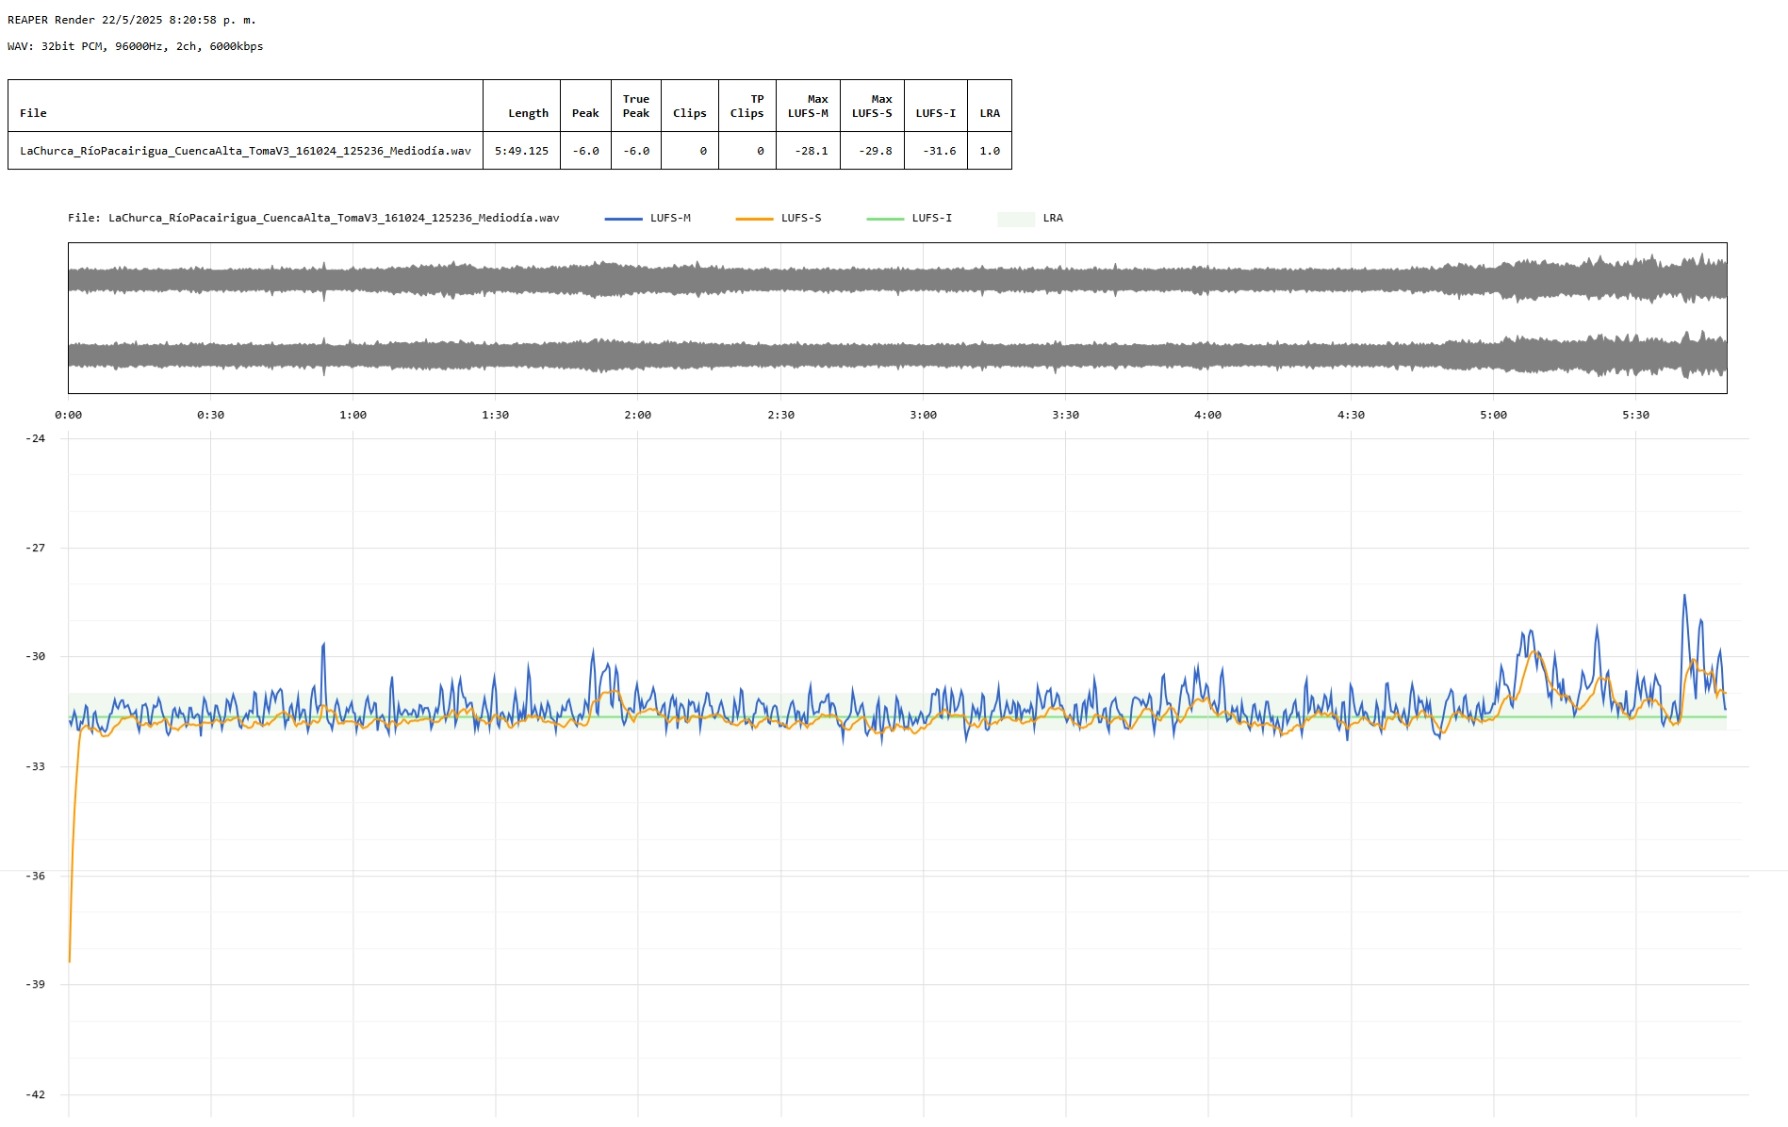 REAPER Render 22/5/2025 8:20:58 p. m.
WAV: 32bit PCM, 96000Hz, 2ch, 6000kbps
File Length Peak True Peak Clips TP Clips Max LUFS-M Max LUFS-S LUFS-I LRA
LaChurca_RíoPacairigua_CuencaAlta_TomaV3_161024_125236_Mediodía.wav 5:49.125 -6.0 -6.0 0 0 -28.1 -29.8 -31.6 1.0
File: LaChurca_RíoPacairigua_CuencaAlta_TomaV3_161024_125236_Mediodía.wav LUFS-M LUFS-S LUFS-I LRA
0:00 0:30 1:00 1:30 2:00 2:30 3:00 3:30 4:00 4:30 5:00 5:30
-24
-27
-30
-33
-36
-39
-42